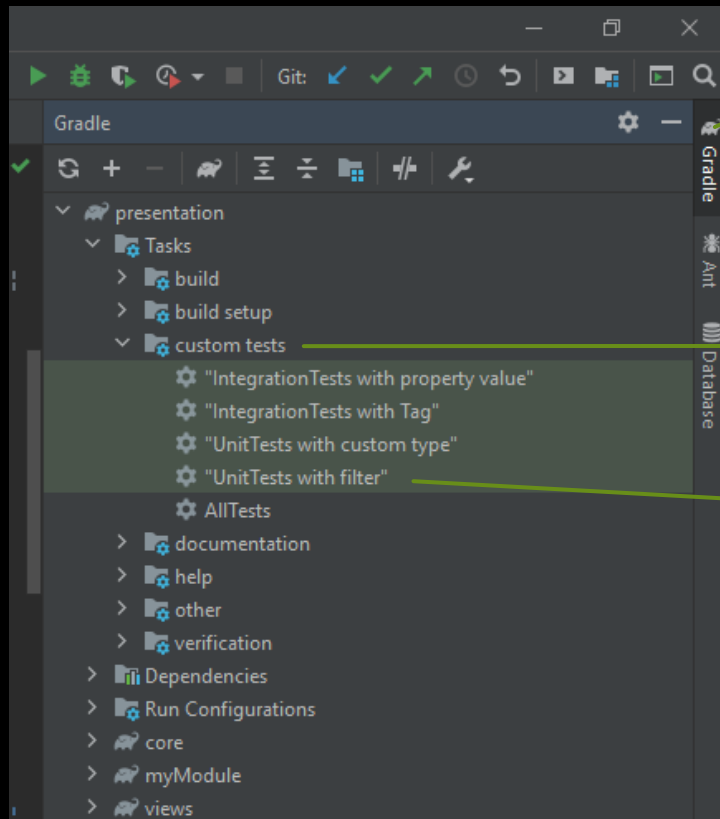 Git:
Gradle
presentation
Tasks
build
build setup
custom tests
"IntegrationTests with property value"
"IntegrationTests with Tag"
"UnitTests with custom type"
"UnitTests with filter"
AllTests
documentation
help
other
verification
Dependencies
Run Configurations
core
myModule
views
Gradle
Ant
Database